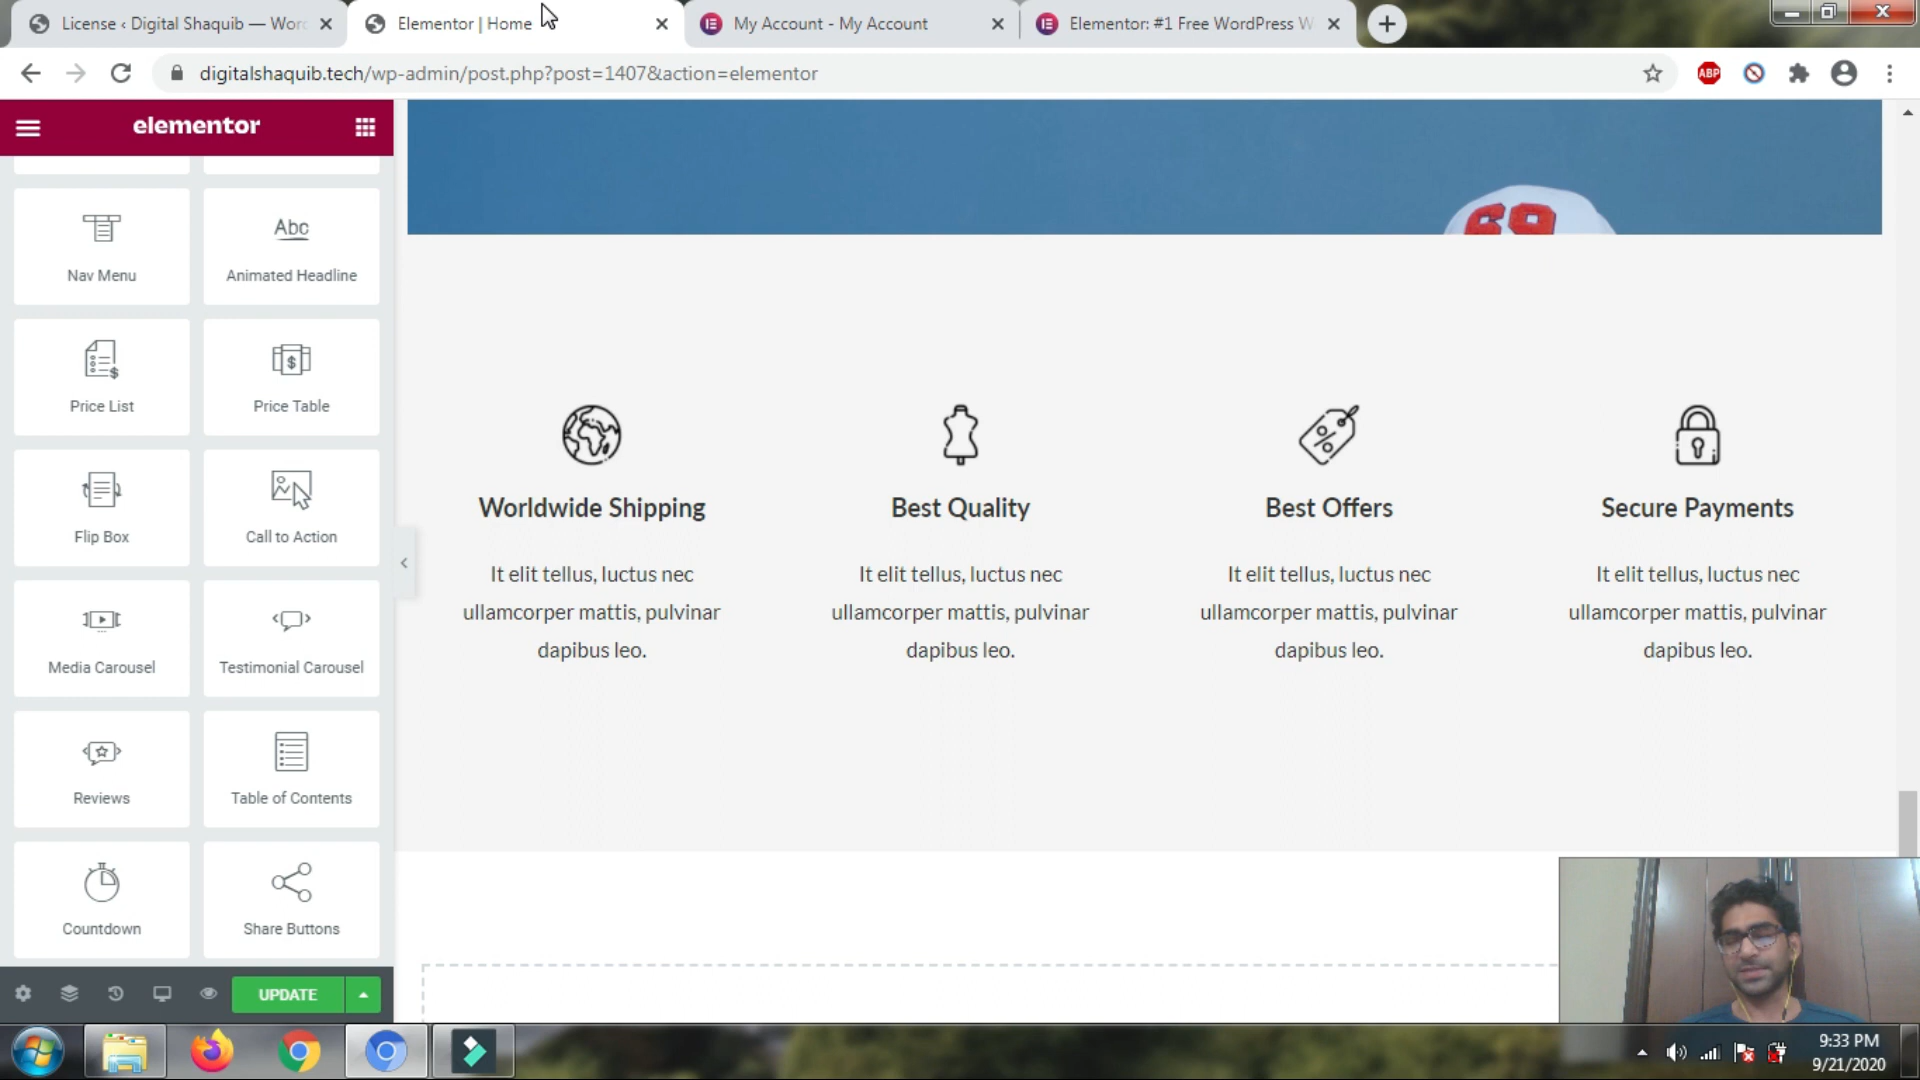 License ‹ Digital Shaquib — Wor
Elementor | Home
My Account - My Account
Elementor: #1 Free WordPress W
digitalshaquib.tech/wp-admin/post.php?post=1407&action=elementor
ABP
elementor
Nav Menu
Abc
Animated Headline
Price List
Price Table
Flip Box
Call to Action
Media Carousel
Testimonial Carousel
Reviews
Table of Contents
Countdown
Share Buttons
UPDATE
69
Worldwide Shipping
It elit tellus, luctus nec
ullamcorper mattis, pulvinar
dapibus leo.
Best Quality
It elit tellus, luctus nec
ullamcorper mattis, pulvinar
dapibus leo.
Best Offers
It elit tellus, luctus nec
ullamcorper mattis, pulvinar
dapibus leo.
Secure Payments
It elit tellus, luctus nec
ullamcorper mattis, pulvinar
dapibus leo.
9:33 PM
9/21/2020